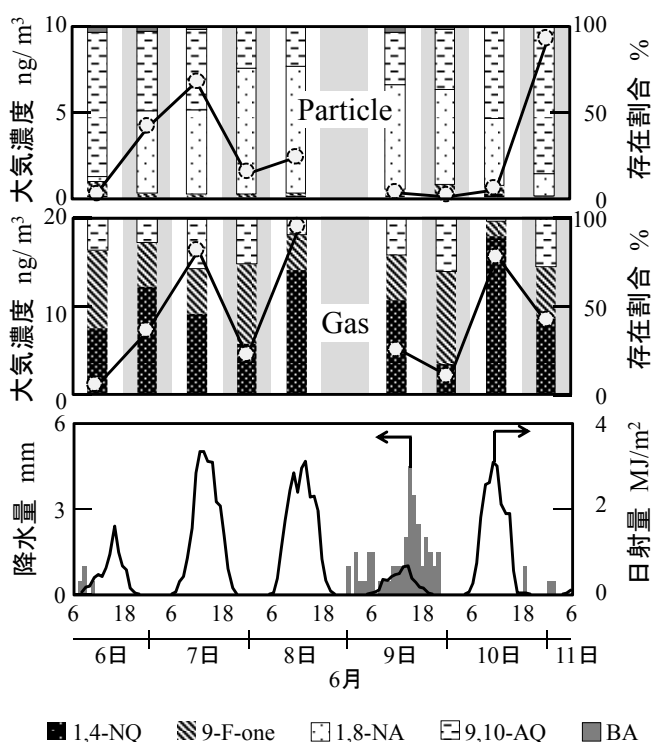 10
5
0
大気濃度 ng/m³
Particle
100
50
0
存在割合 %
20
10
0
大気濃度 ng/m³
Gas
100
50
0
存在割合 %
6
3
0
降水量 mm
4
2
0
日射量 MJ/m²
6 18 6 18 6 18 6 18 6 18 6
6日 7日 8日 9日 10日 11日
6月
1,4-NQ 9-F-one 1,8-NA 9,10-AQ BA